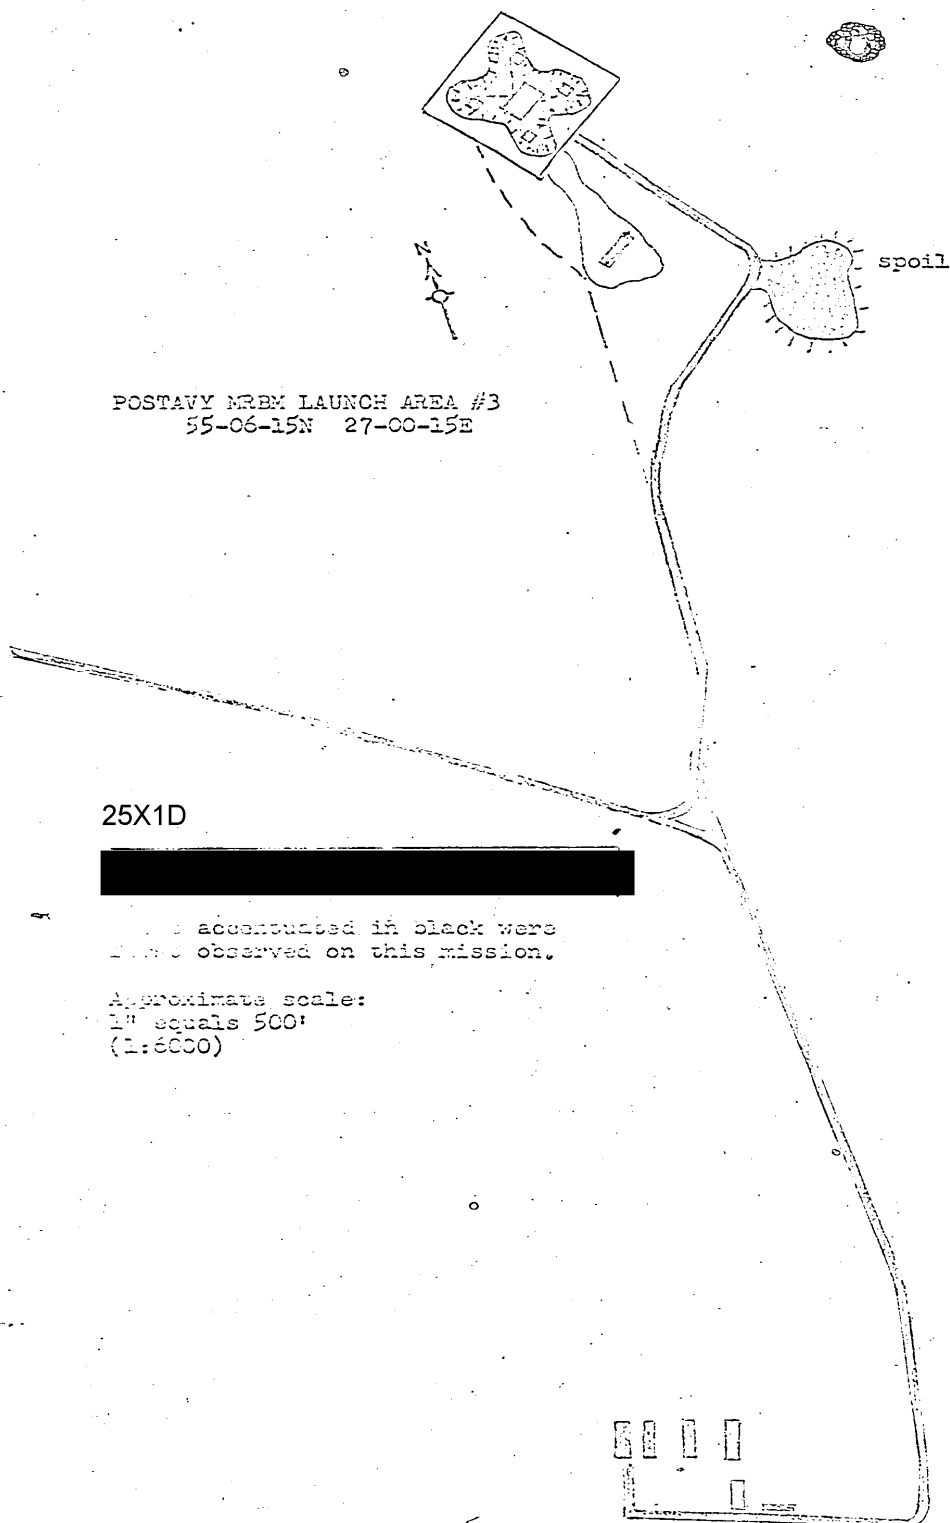 N
spoil
POSTAVY MRBM LAUNCH AREA #3
55-06-15N 27-00-15E
25X1D
accentuated in black were
observed on this mission.
Approximate scale:
1" equals 500'
(1:6000)